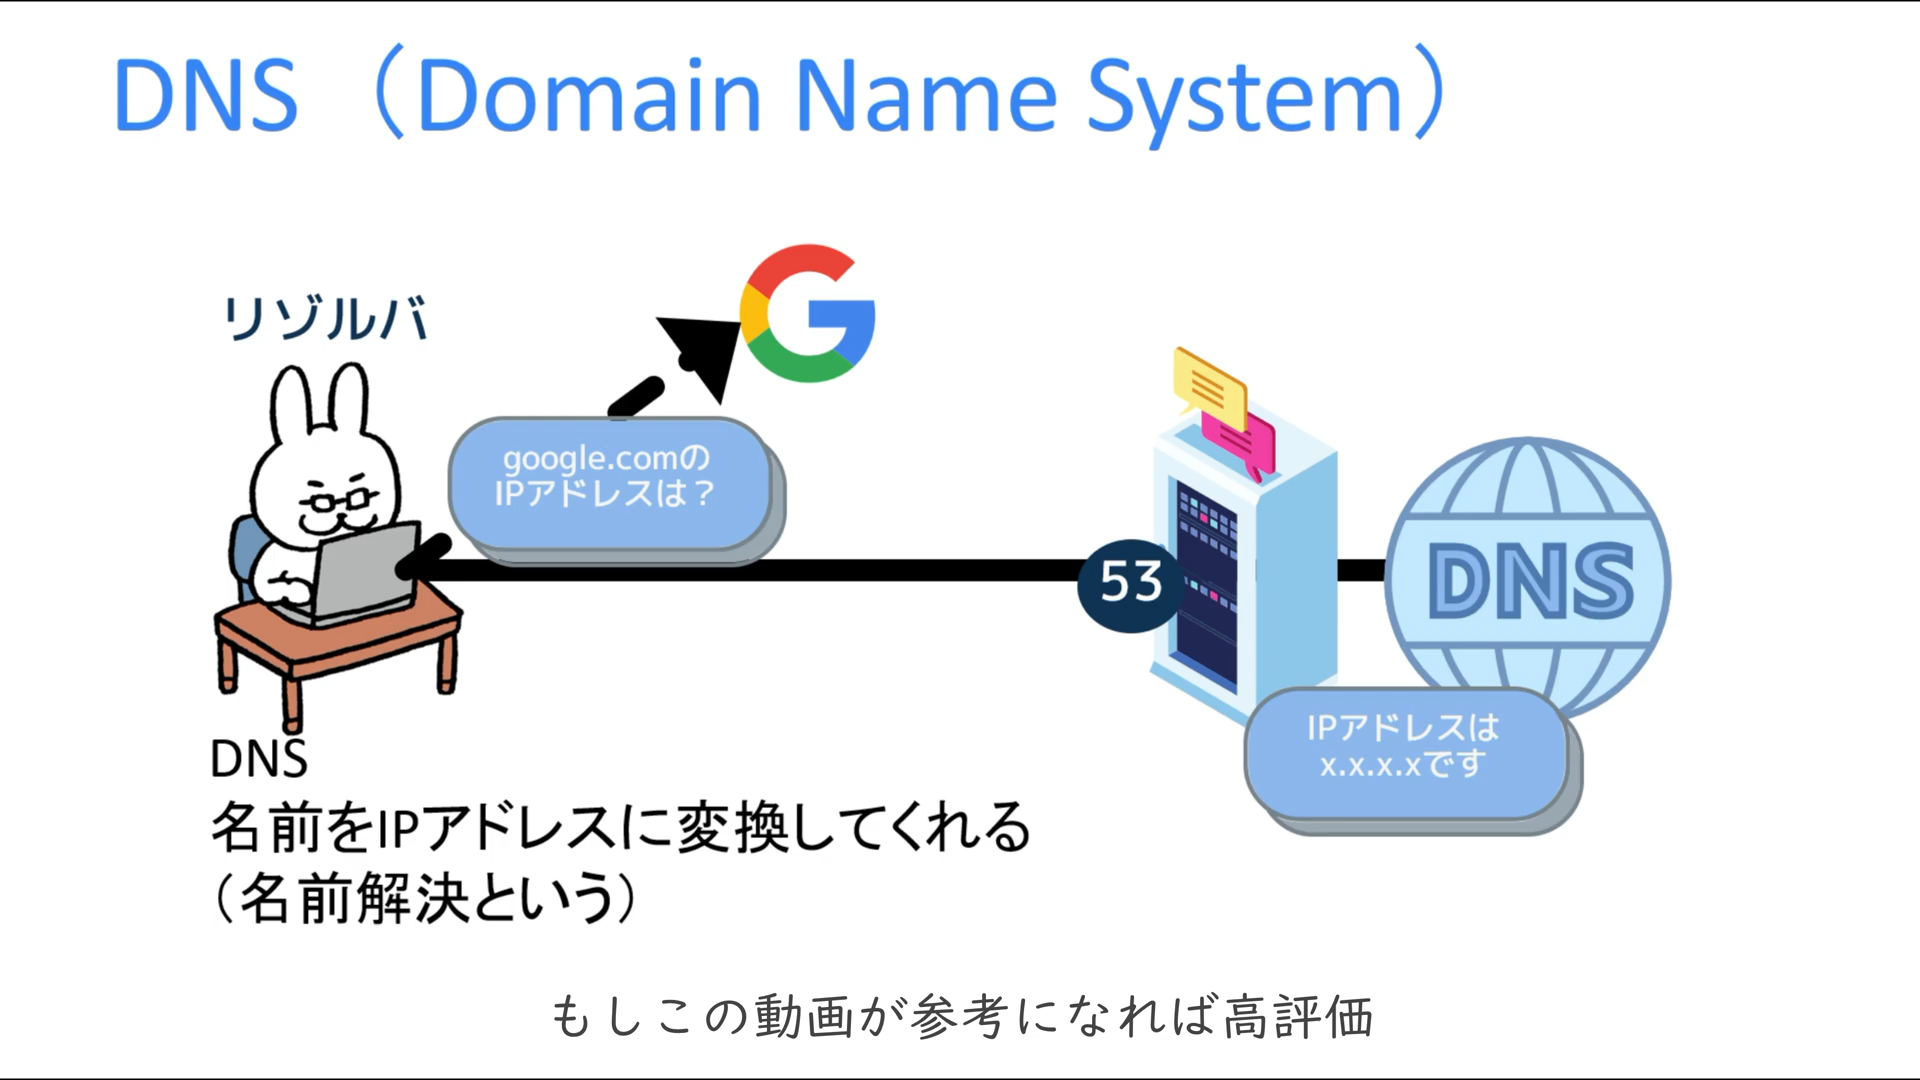 DNS（Domain Name System）
リゾルバ
google.comの
IPアドレスは？
53
DNS
IPアドレスは
x.x.x.xです
DNS
名前をIPアドレスに変換してくれる
（名前解決という）
もしこの動画が参考になれば高評価